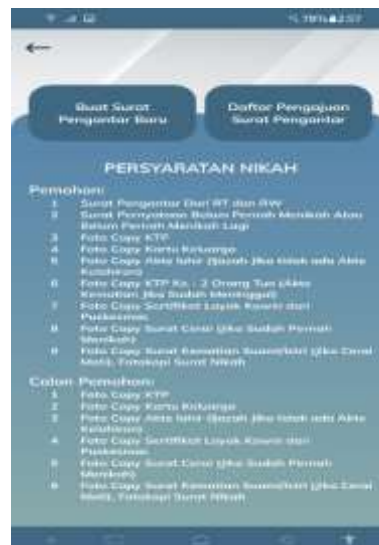 78% 2:57
Buat Surat
Pengantar Baru
Daftar Pengajuan
Surat Pengantar
PERSYARATAN NIKAH
Pemohon:
1 Surat Pengantar Dari RT dan RW
2 Surat Pernyataan Belum Pernah Menikah Atau
Belum Pernah Menikah Lagi
3 Foto Copy KTP
4 Foto Copy Kartu Keluarga
5 Foto Copy Akta lahir (Ijazah Jika tidak ada Akta
Kelahiran)
6 Foto Copy KTP Ke - 2 Orang Tua (Akta
Kematian Jika Sudah Meninggal)
7 Foto Copy Sertifikat Layak Kawin dari
Puskesmas
8 Foto Copy Surat Cerai (Jika Sudah Pernah
Menikah)
9 Foto Copy Surat Kematian Suami/Istri (Jika Cerai
Mati), Fotokopi Surat Nikah
Calon Pemohon:
1 Foto Copy KTP
2 Foto Copy Kartu Keluarga
3 Foto Copy Akta lahir (Ijazah Jika tidak ada Akta
Kelahiran)
4 Foto Copy Sertifikat Layak Kawin dari
Puskesmas
5 Foto Copy Surat Cerai (Jika Sudah Pernah
Menikah)
6 Foto Copy Surat Kematian Suami/Istri (Jika Cerai
Mati), Fotokopi Surat Nikah